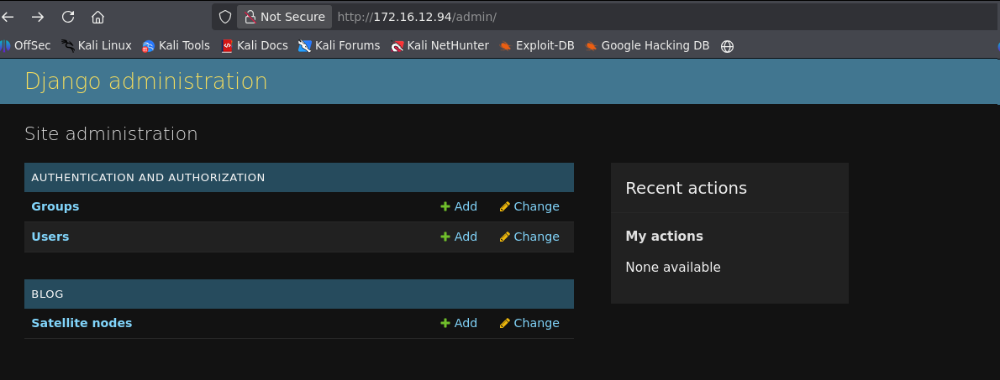 Not Secure http://172.16.12.94/admin/
OffSec Kali Linux Kali Tools Kali Docs Kali Forums Kali NetHunter Exploit-DB Google Hacking DB
Django administration
Site administration
AUTHENTICATION AND AUTHORIZATION
Groups Add Change
Users Add Change
BLOG
Satellite nodes Add Change
Recent actions
My actions
None available